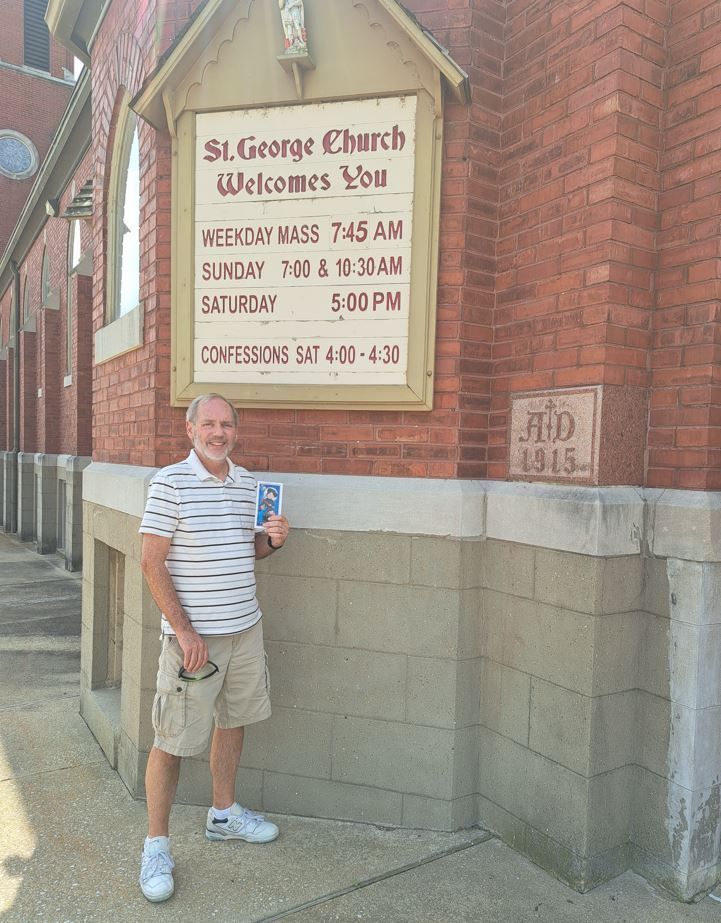 St. George Church
Welcomes You
WEEKDAY MASS 7:45 AM
SUNDAY 7:00 & 10:30 AM
SATURDAY 5:00 PM
CONFESSIONS SAT 4:00 - 4:30
A†D
1915
N